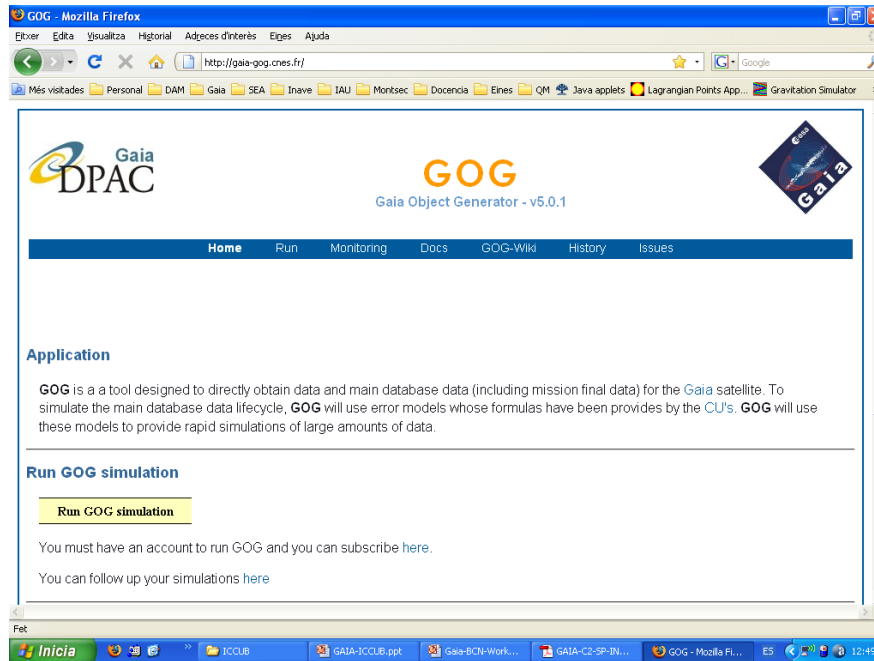 GOG - Mozilla Firefox
Fitxer Edita Visualitza Historial Adreces d'interès Eines Ajuda
http://gaia-gog.cnes.fr/
G Google
Més visitades Personal DAM Gaia SEA Inave IAU Montsec Docencia Eines QM Java applets Lagrangian Points App... Gravitation Simulator
Gaia
DPAC
GOG
Gaia Object Generator - v5.0.1
esa
Gaia
Home Run Monitoring Docs GOG-Wiki History Issues
Application
GOG is a a tool designed to directly obtain data and main database data (including mission final data) for the Gaia satellite. To
simulate the main database data lifecycle, GOG will use error models whose formulas have been provides by the CU's. GOG will use
these models to provide rapid simulations of large amounts of data.
Run GOG simulation
Run GOG simulation
You must have an account to run GOG and you can subscribe here.
You can follow up your simulations here
Fet
Inicia ICCUB GAIA-ICCUB.ppt Gaia-BCN-Work... GAIA-C2-SP-IN... GOG - Mozilla Fi... ES 12:49